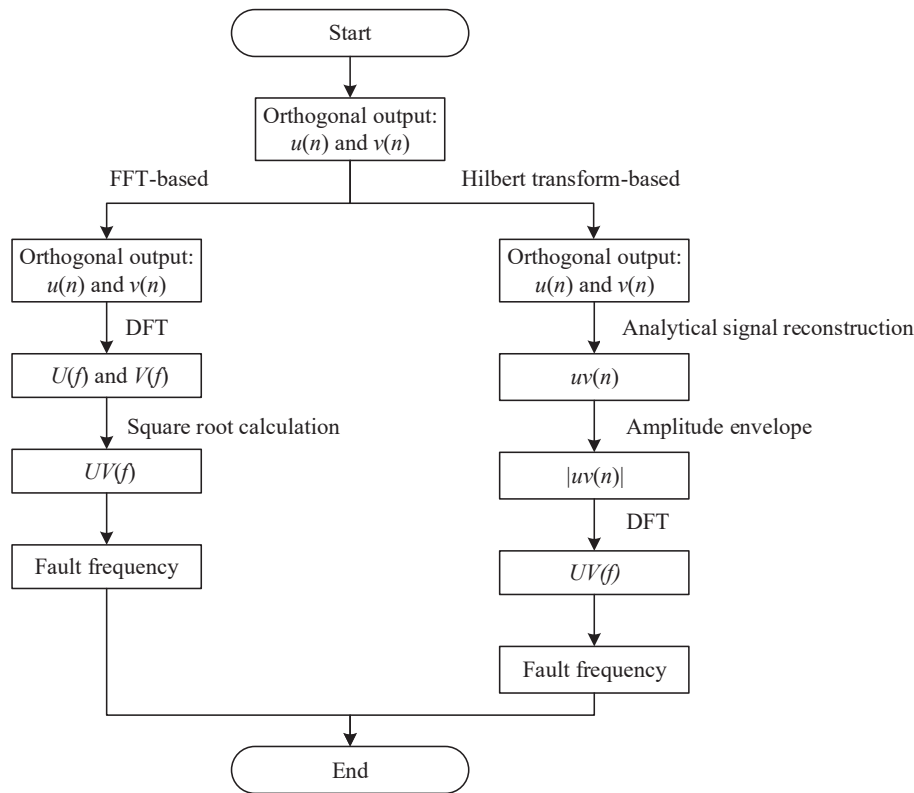 Start
Orthogonal output:
u(n) and v(n)
FFT-based
Hilbert transform-based
Orthogonal output:
u(n) and v(n)
DFT
U(f) and V(f)
Square root calculation
UV(f)
Fault frequency
Orthogonal output:
u(n) and v(n)
Analytical signal reconstruction
uv(n)
Amplitude envelope
|uv(n)|
DFT
UV(f)
Fault frequency
End